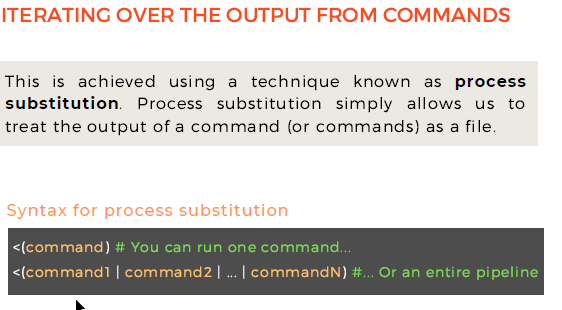 ITERATING OVER THE OUTPUT FROM COMMANDS
This is achieved using a technique known as process
substitution. Process substitution simply allows us to
treat the output of a command (or commands) as a file.
Syntax for process substitution
<(command) # You can run one command...
<(command1 | command2 | ... | commandN) #... Or an entire pipeline